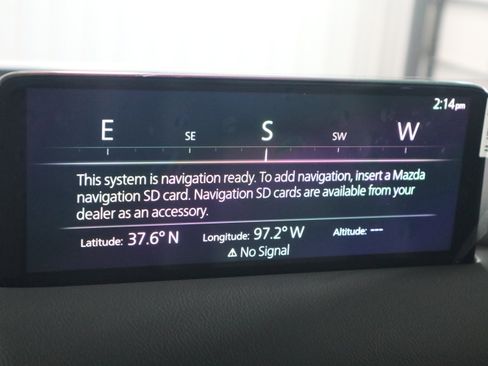 2:14pm
E SE S SW W
This system is navigation ready. To add navigation, insert a Mazda
navigation SD card. Navigation SD cards are available from your
dealer as an accessory.
Latitude: 37.6° N Longitude: 97.2° W Altitude: ---
⚠ No Signal